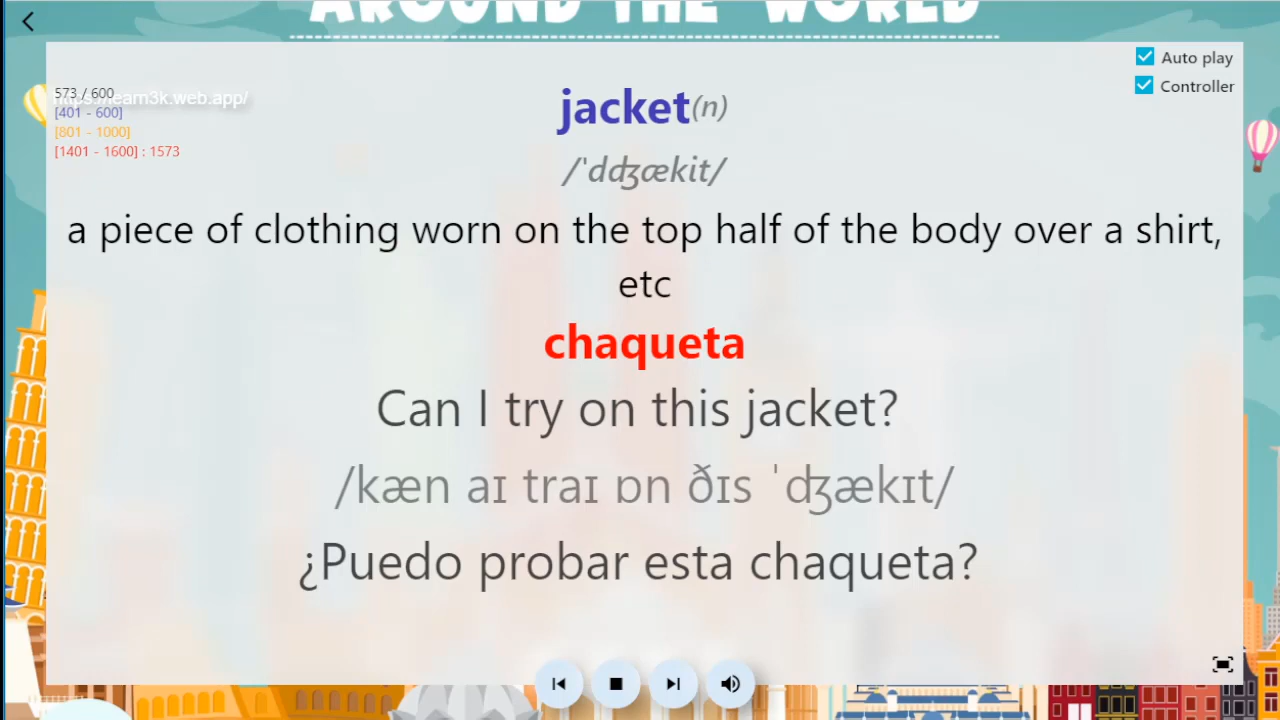 AROUND THE WORLD
Auto play
573 / 600
https://learn3k.web.app/
Controller
[401 - 600]
[801 - 1000]
[1401 - 1600] : 1573
jacket(n)
/ˈdʤækit/
a piece of clothing worn on the top half of the body over a shirt,
etc
chaqueta
Can I try on this jacket?
/kæn aɪ traɪ ɒn ðɪs ˈʤækɪt/
¿Puedo probar esta chaqueta?